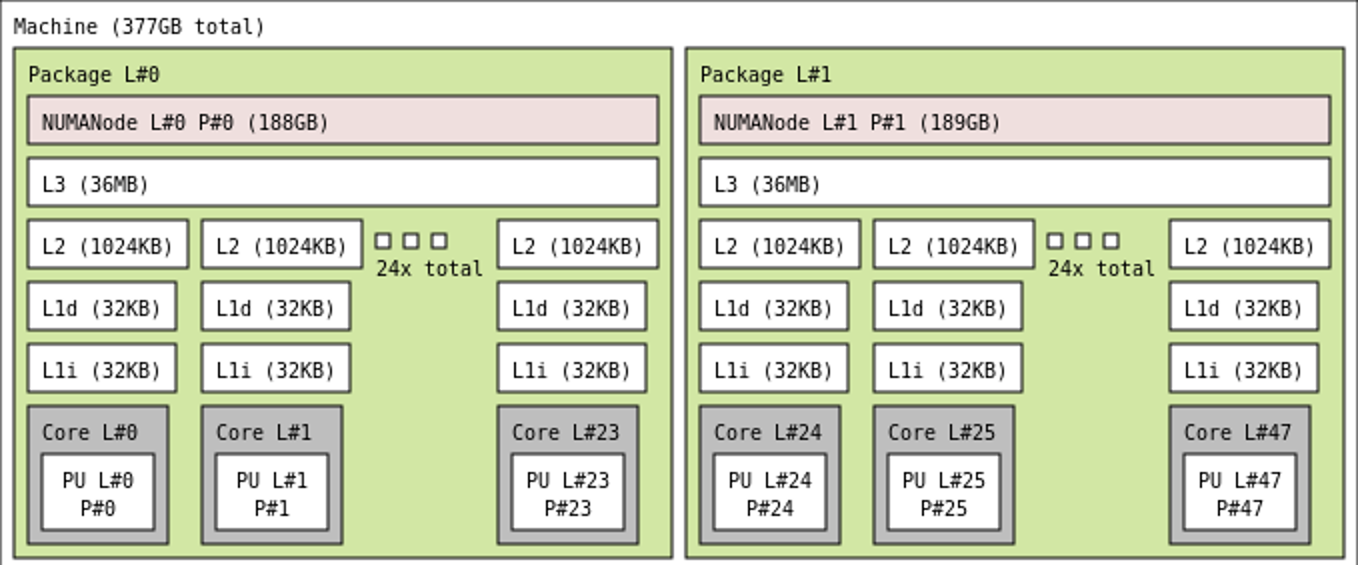 Machine (377GB total)
Package L#0
NUMANode L#0 P#0 (188GB)
L3 (36MB)
L2 (1024KB) L2 (1024KB) 24x total L2 (1024KB)
L1d (32KB) L1d (32KB) L1d (32KB)
L1i (32KB) L1i (32KB) L1i (32KB)
Core L#0 Core L#1 Core L#23
PU L#0 PU L#1 PU L#23
P#0 P#1 P#23
Package L#1
NUMANode L#1 P#1 (189GB)
L3 (36MB)
L2 (1024KB) L2 (1024KB) 24x total L2 (1024KB)
L1d (32KB) L1d (32KB) L1d (32KB)
L1i (32KB) L1i (32KB) L1i (32KB)
Core L#24 Core L#25 Core L#47
PU L#24 PU L#25 PU L#47
P#24 P#25 P#47